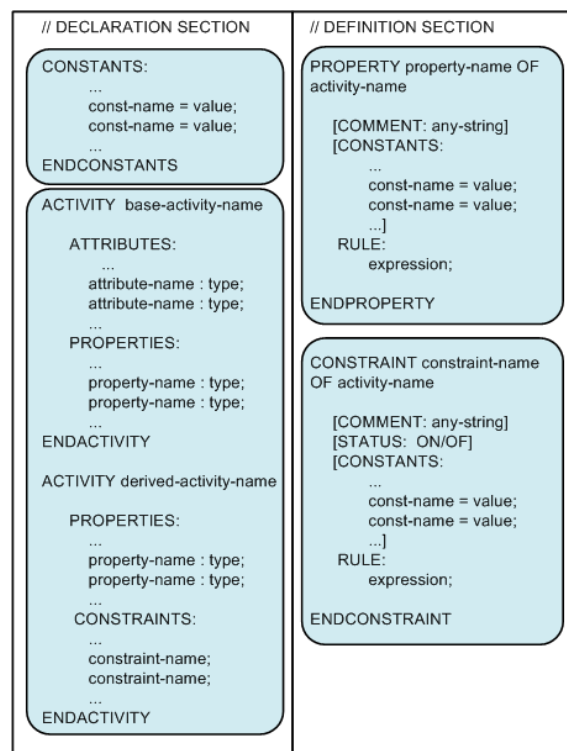 // DECLARATION SECTION
CONSTANTS:
...
const-name = value;
const-name = value;
...
ENDCONSTANTS
ACTIVITY base-activity-name
ATTRIBUTES:
...
attribute-name : type;
attribute-name : type;
...
PROPERTIES:
...
property-name : type;
property-name : type;
...
ENDACTIVITY
ACTIVITY derived-activity-name
PROPERTIES:
...
property-name : type;
property-name : type;
...
CONSTRAINTS:
...
constraint-name;
constraint-name;
...
ENDACTIVITY
// DEFINITION SECTION
PROPERTY property-name OF
activity-name
[COMMENT: any-string]
[CONSTANTS:
...
const-name = value;
const-name = value;
...]
RULE:
expression;
ENDPROPERTY
CONSTRAINT constraint-name
OF activity-name
[COMMENT: any-string]
[STATUS: ON/OF]
[CONSTANTS:
...
const-name = value;
const-name = value;
...]
RULE:
expression;
ENDCONSTRAINT